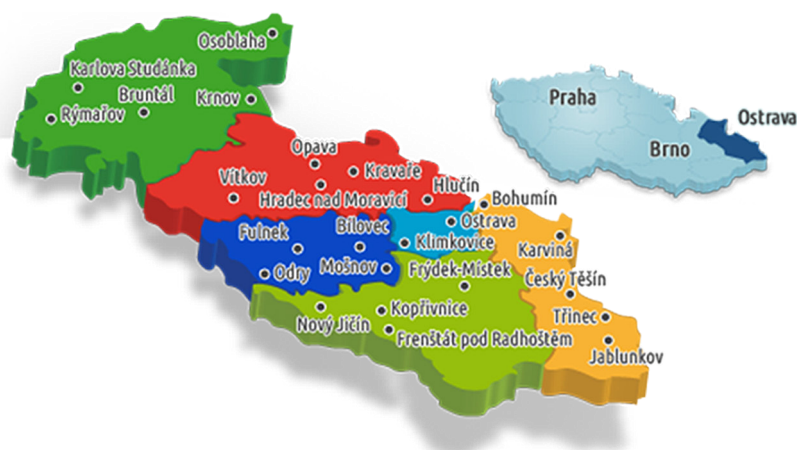 Osoblaha
Karlova Studánka
Bruntál
Krnov
Rýmařov
Praha
Ostrava
Brno
Opava
Kravaře
Vítkov
Hradec nad Moravicí
Hlučín
Bohumín
Ostrava
Fulnek
Bílovec
Klimkovice
Karviná
Odry
Mošnov
Frýdek-Místek
Český Těšín
Nový Jičín
Kopřivnice
Třinec
Frenštát pod Radhoštěm
Jablunkov